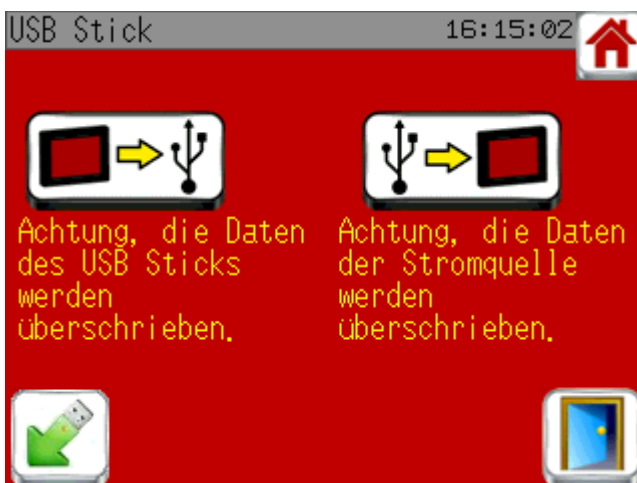 USB Stick
16:15:02
Achtung, die Daten
des USB Sticks
werden
überschrieben.
Achtung, die Daten
der Stromquelle
werden
überschrieben.